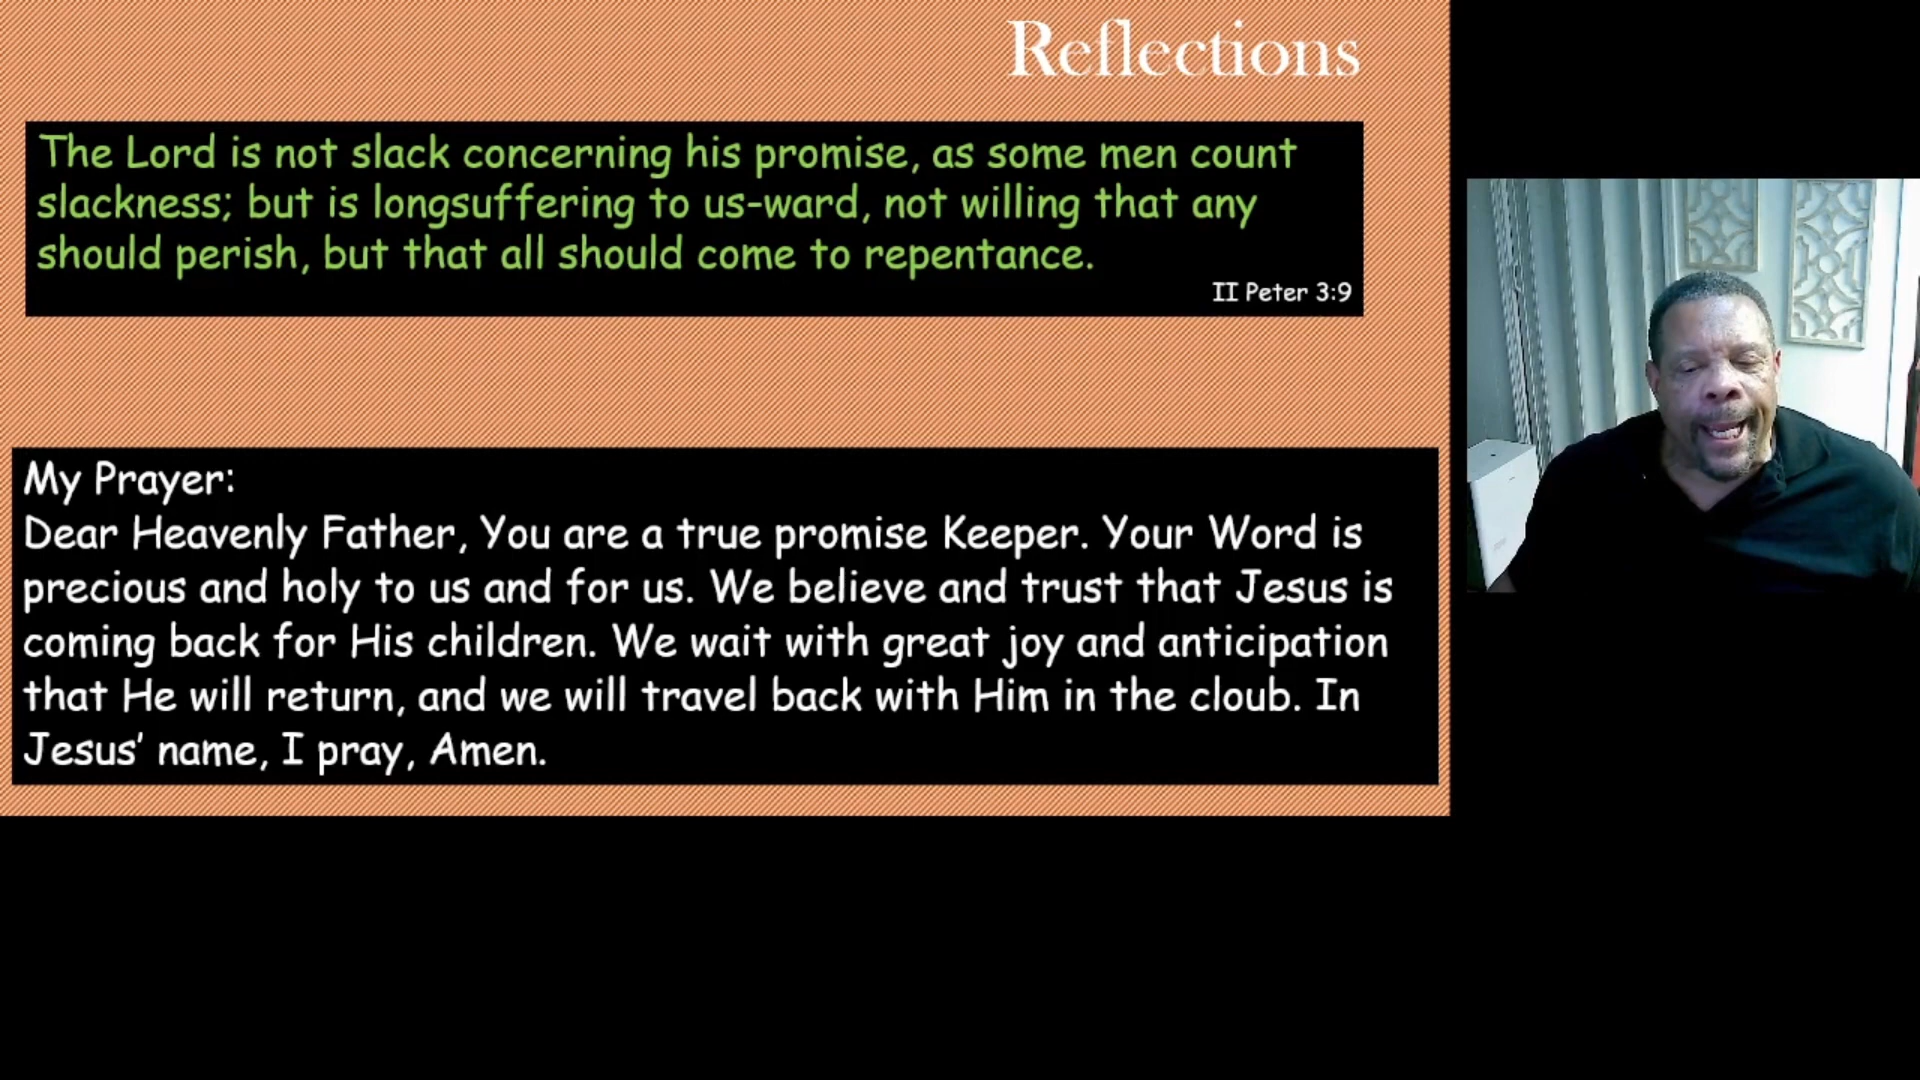 Reflections
The Lord is not slack concerning his promise, as some men count
slackness; but is longsuffering to us-ward, not willing that any
should perish, but that all should come to repentance.
II Peter 3:9
My Prayer:
Dear Heavenly Father, You are a true promise Keeper. Your Word is
precious and holy to us and for us. We believe and trust that Jesus is
coming back for His children. We wait with great joy and anticipation
that He will return, and we will travel back with Him in the cloub. In
Jesus’ name, I pray, Amen.